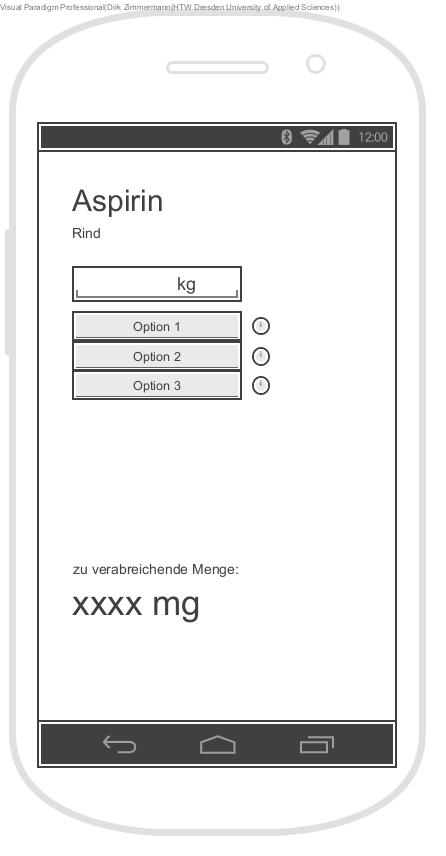 Visual Paradigm Professional(Dirk Zimmermann(HTW Dresden University of Applied Sciences))
12:00
Aspirin
Rind
kg
Option 1 i
Option 2 i
Option 3 i
zu verabreichende Menge:
xxxx mg